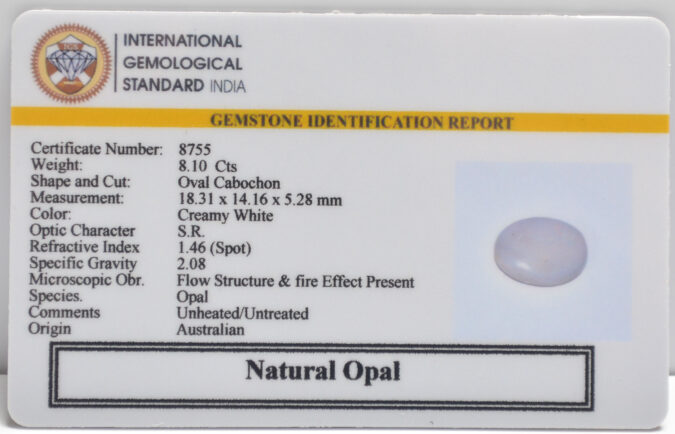 INTERNATIONAL
GEMOLOGICAL
STANDARD INDIA
GEMSTONE IDENTIFICATION REPORT
Certificate Number: 8755
Weight: 8.10 Cts
Shape and Cut: Oval Cabochon
Measurement: 18.31 x 14.16 x 5.28 mm
Color: Creamy White
Optic Character S.R.
Refractive Index 1.46 (Spot)
Specific Gravity 2.08
Microscopic Obr. Flow Structure & fire Effect Present
Species. Opal
Comments Unheated/Untreated
Origin Australian
Natural Opal